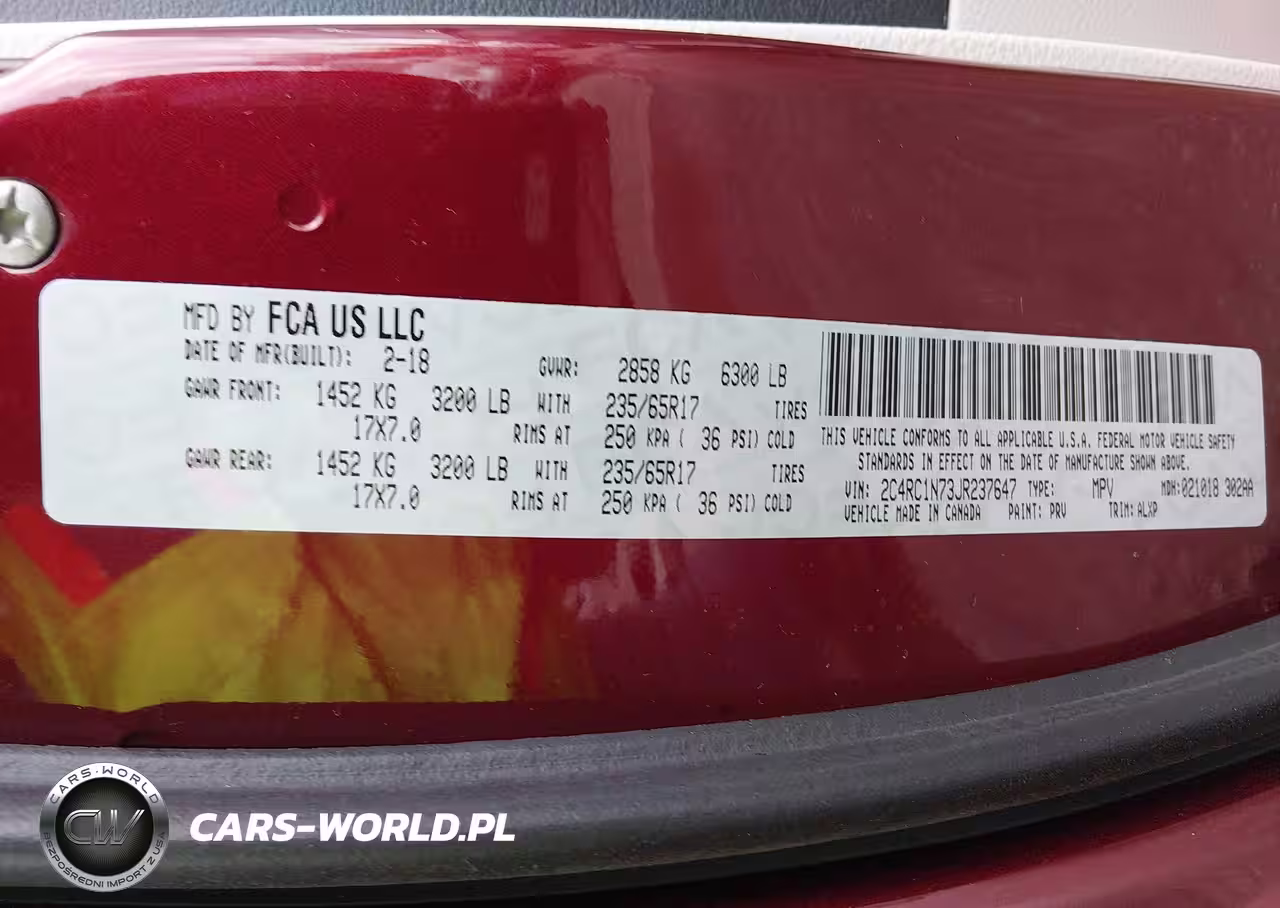 MFD BY FCA US LLC
DATE OF MFR(BUILT): 2-18 GVWR: 2858 KG 6300 LB
GAWR FRONT: 1452 KG 3200 LB WITH 235/65R17 TIRES
17X7.0 RIMS AT 250 KPA ( 36 PSI) COLD
GAWR REAR: 1452 KG 3200 LB WITH 235/65R17 TIRES
17X7.0 RIMS AT 250 KPA ( 36 PSI) COLD
THIS VEHICLE CONFORMS TO ALL APPLICABLE U.S.A. FEDERAL MOTOR VEHICLE SAFETY
STANDARDS IN EFFECT ON THE DATE OF MANUFACTURE SHOWN ABOVE.
VIN: 2C4RC1N73JR237647 TYPE: MPV MDH:021018 302AA
VEHICLE MADE IN CANADA PAINT: PRV TRIM: ALXP
CARS-WORLD
CW
BEZPOŚREDNI IMPORT Z USA
CARS-WORLD.PL